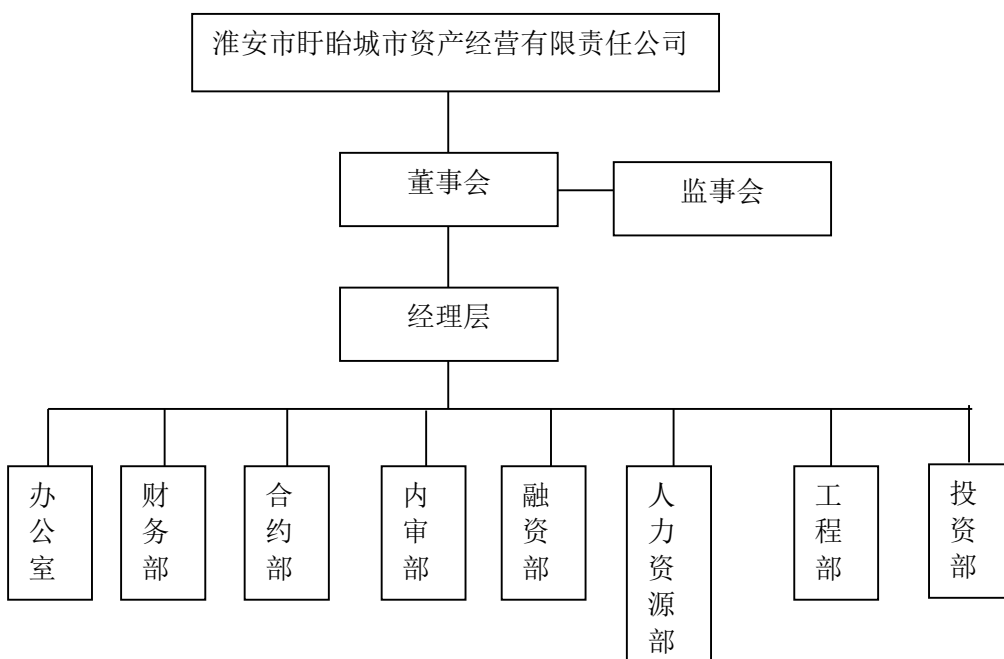 淮安市盱眙城市资产经营有限责任公司
董事会
监事会
经理层
办公室
财务部
合约部
内审部
融资部
人力资源部
工程部
投资部